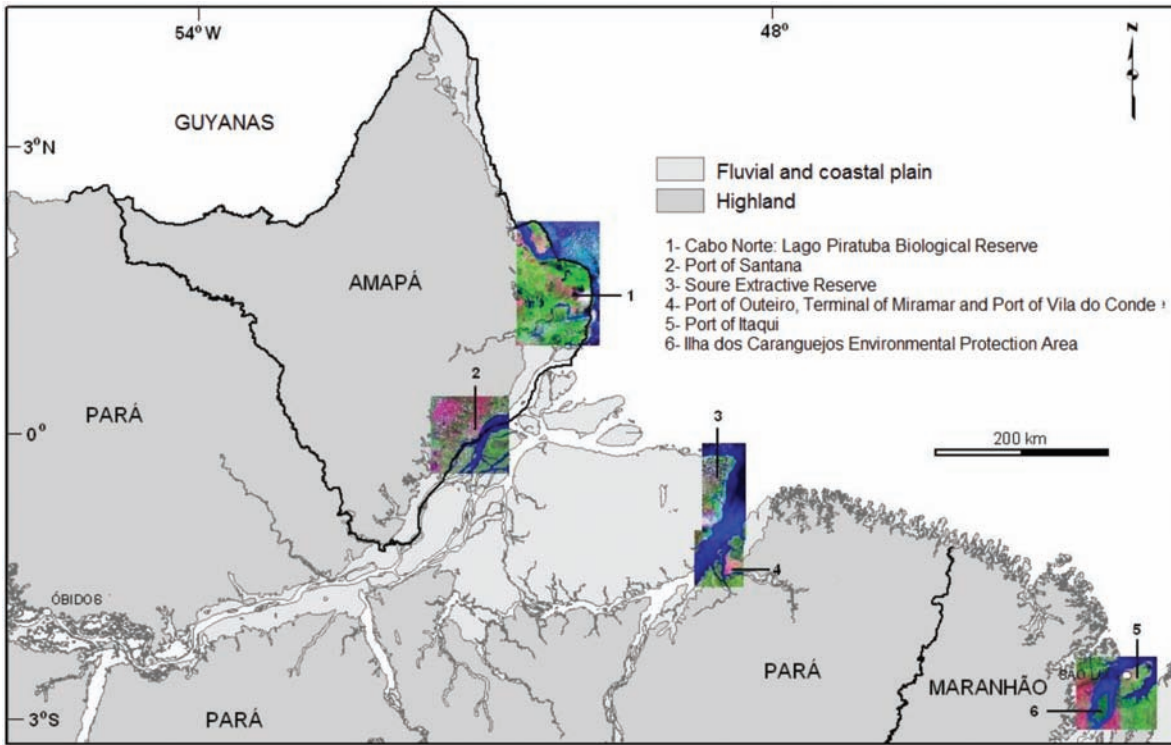 54° W
48°
N
GUYANAS
3°N
Fluvial and coastal plain
Highland
1- Cabo Norte: Lago Piratuba Biological Reserve
2- Port of Santana
3- Soure Extractive Reserve
4- Port of Outeiro, Terminal of Miramar and Port of Vila do Conde
5- Port of Itaqui
6- Ilha dos Caranguejos Environmental Protection Area
AMAPÁ
1
2
PARÁ
3
0°
200 km
4
ÓBIDOS
5
PARÁ
MARANHÃO
SÃO
6
PARÁ
3°S